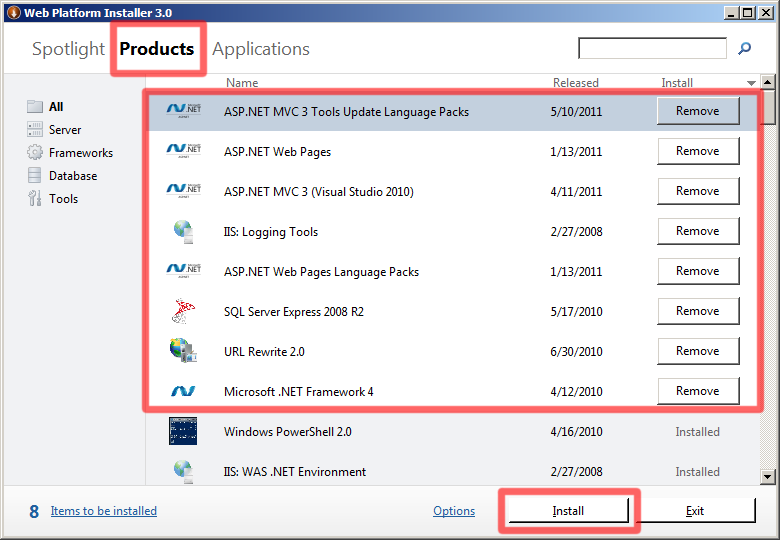 Web Platform Installer 3.0
Spotlight Products Applications
Name Released Install
All
Server
Frameworks
Database
Tools
.NET ASP.NET MVC 3 Tools Update Language Packs 5/10/2011 Remove
.NET ASP.NET Web Pages 1/13/2011 Remove
.NET ASP.NET MVC 3 (Visual Studio 2010) 4/11/2011 Remove
IIS: Logging Tools 2/27/2008 Remove
.NET ASP.NET Web Pages Language Packs 1/13/2011 Remove
SQL Server Express 2008 R2 5/17/2010 Remove
URL Rewrite 2.0 6/30/2010 Remove
Microsoft .NET Framework 4 4/12/2010 Remove
Windows PowerShell 2.0 4/16/2010 Installed
IIS: WAS .NET Environment 2/27/2008 Installed
8 Items to be installed Options Install Exit